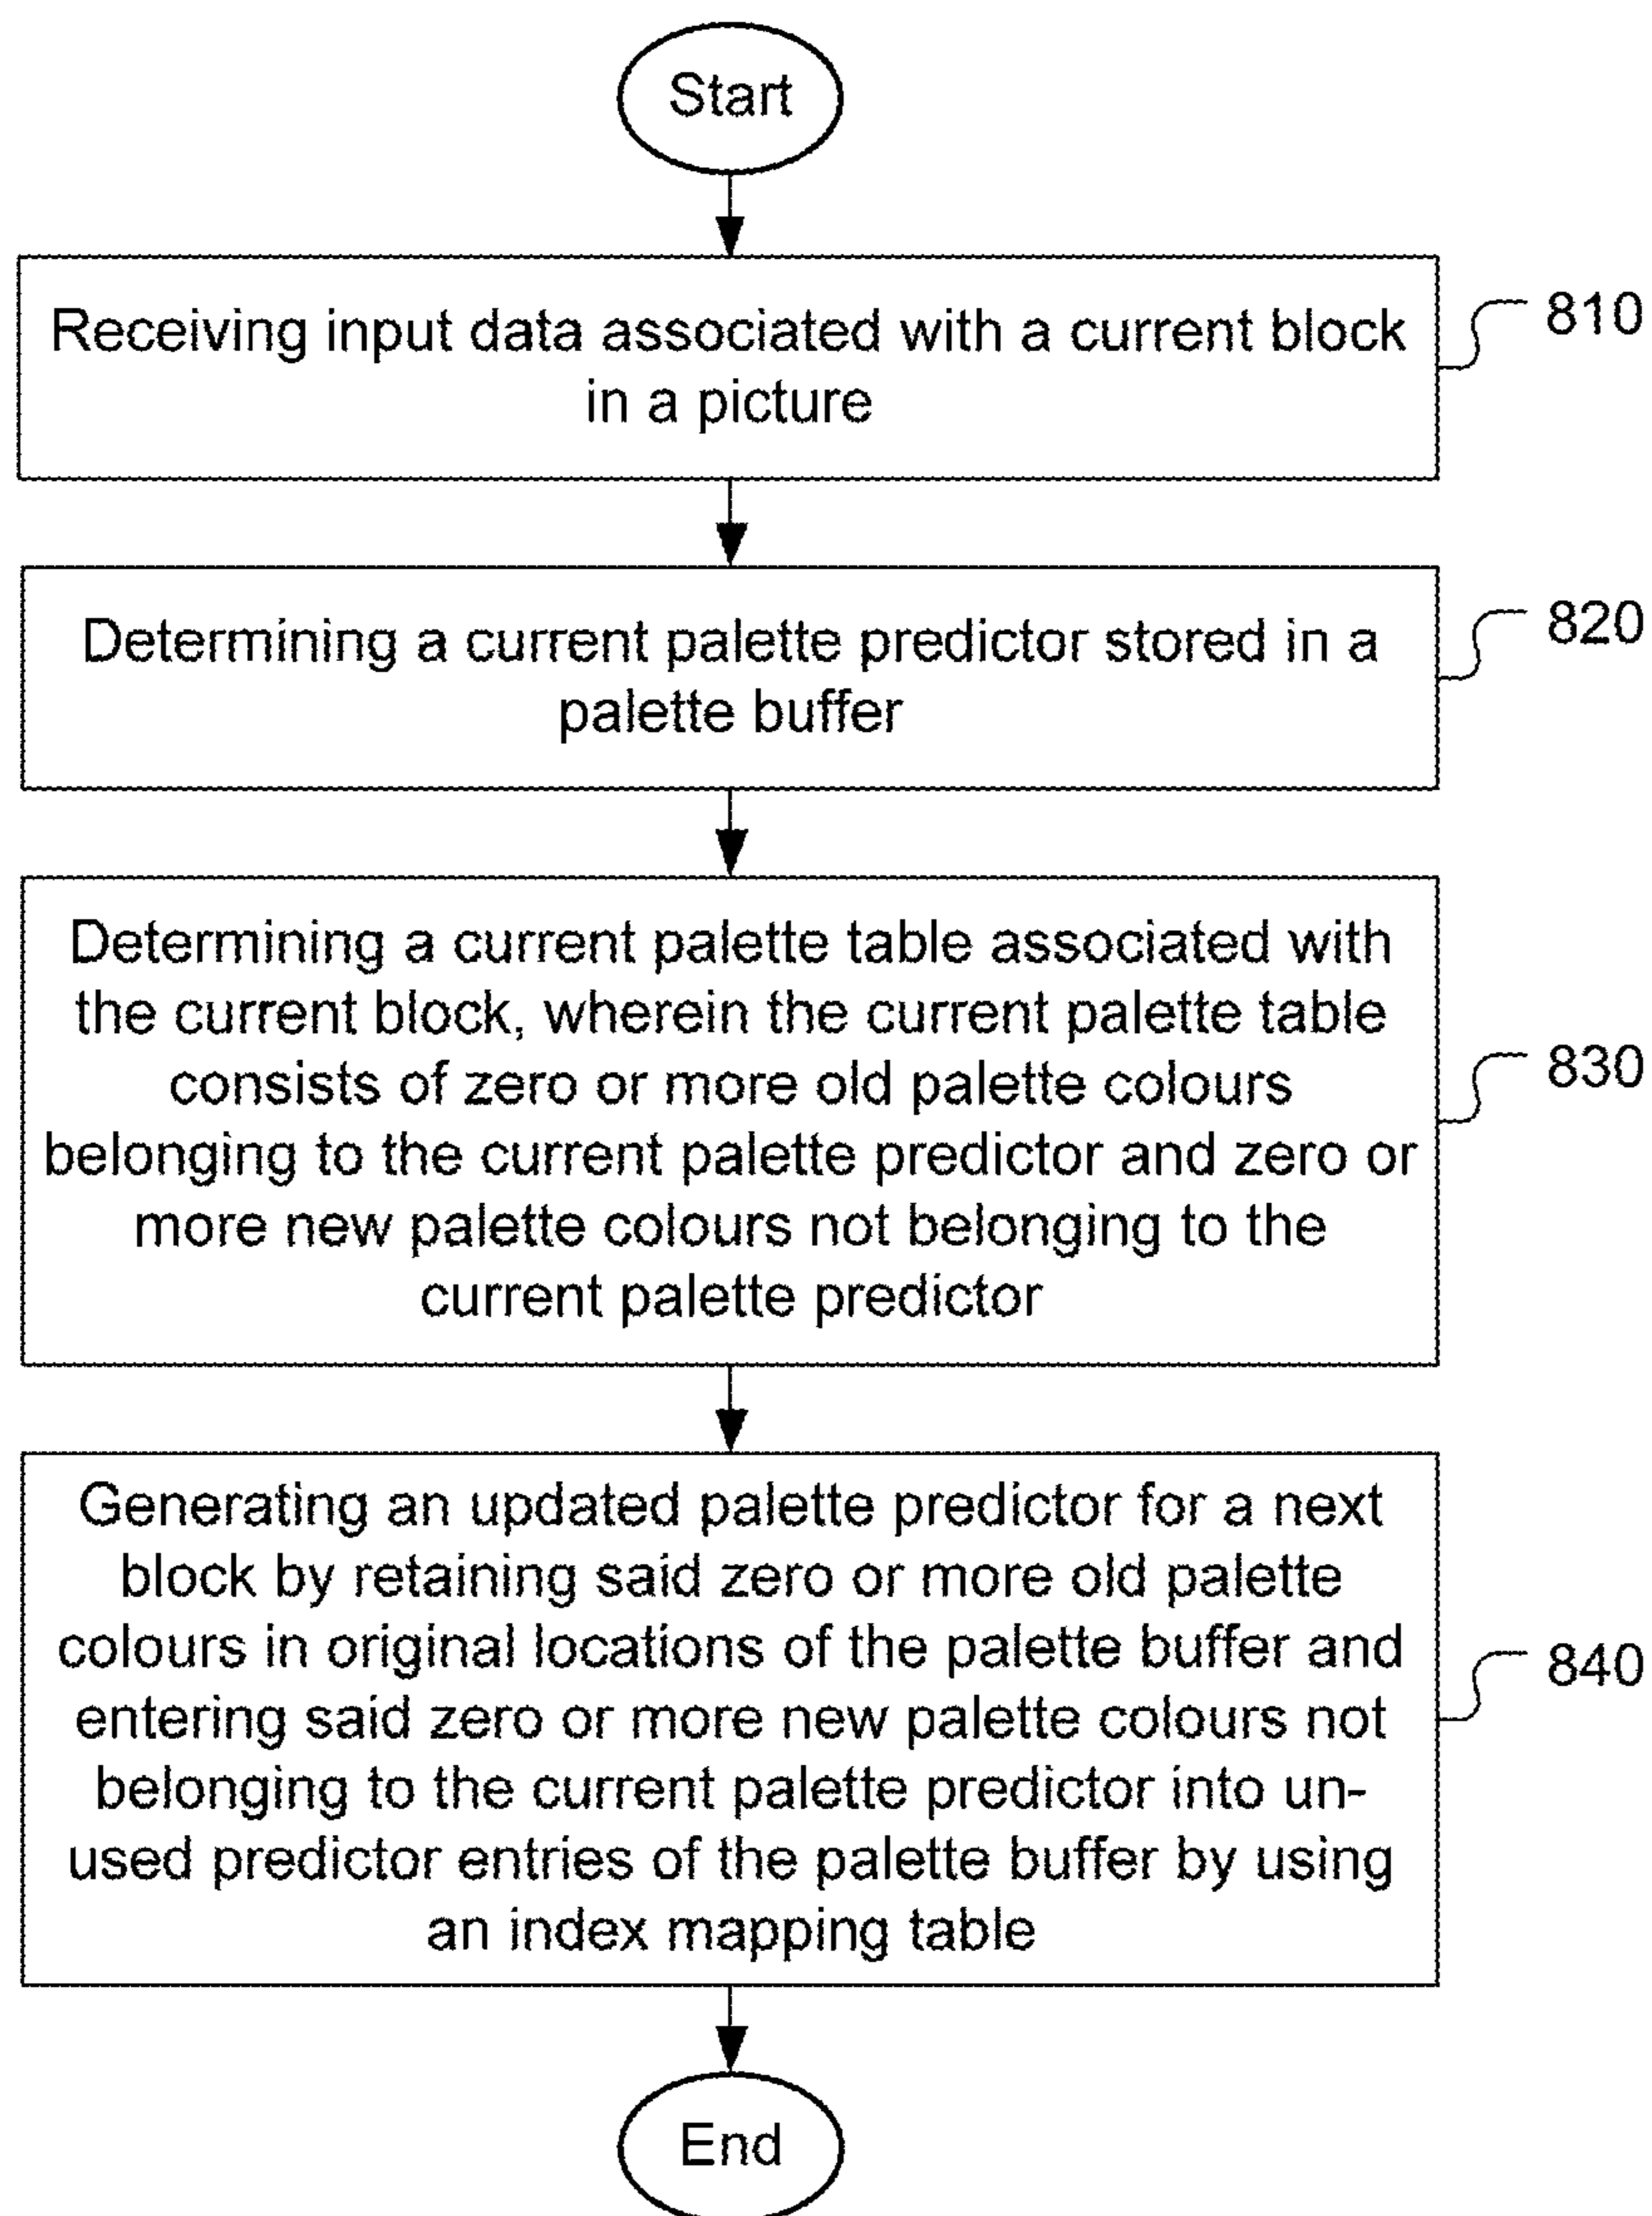 Start
Receiving input data associated with a current block
in a picture
810
Determining a current palette predictor stored in a
palette buffer
820
Determining a current palette table associated with
the current block, wherein the current palette table
consists of zero or more old palette colours
belonging to the current palette predictor and zero or
more new palette colours not belonging to the
current palette predictor
830
Generating an updated palette predictor for a next
block by retaining said zero or more old palette
colours in original locations of the palette buffer and
entering said zero or more new palette colours not
belonging to the current palette predictor into un-
used predictor entries of the palette buffer by using
an index mapping table
840
End